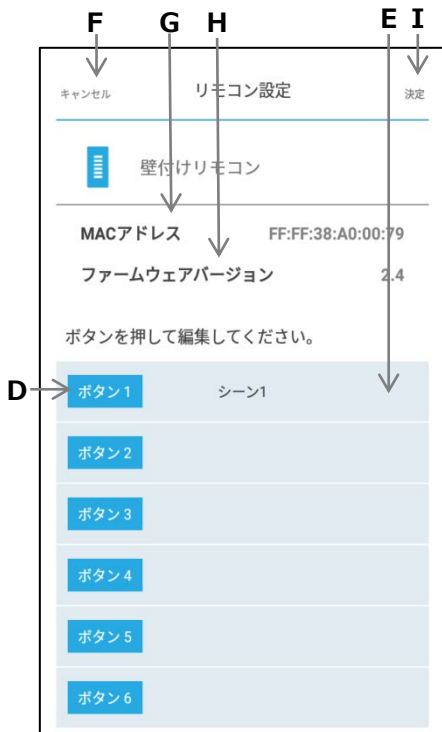 F G H E I
キャンセル リモコン設定 決定
壁付けリモコン
MACアドレス FF:FF:38:A0:00:79
ファームウェアバージョン 2.4
ボタンを押して編集してください。
D ボタン 1 シーン1
ボタン 2
ボタン 3
ボタン 4
ボタン 5
ボタン 6